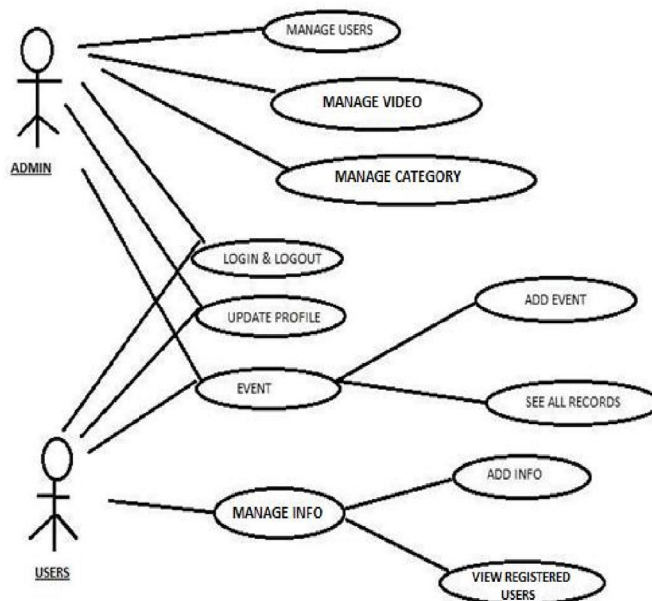 MANAGE USERS
MANAGE VIDEO
ADMIN
MANAGE CATEGORY
LOGIN & LOGOUT
ADD EVENT
UPDATE PROFILE
EVENT
SEE ALL RECORDS
ADD INFO
MANAGE INFO
USERS
VIEW REGISTERED
USERS